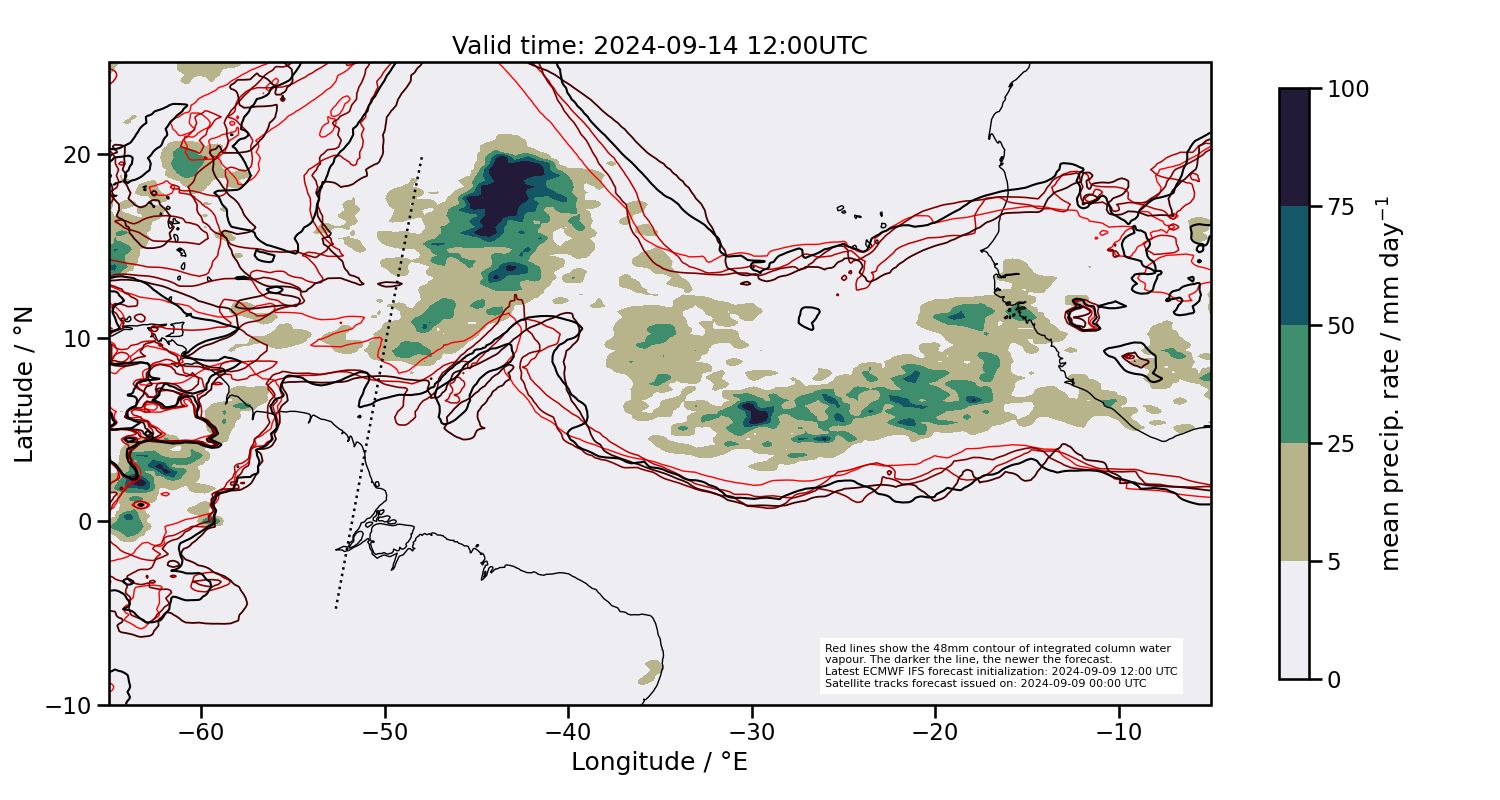 Valid time: 2024-09-14 12:00UTC
20
10
0
−10
Latitude / °N
−60
−50
−40
−30
−20
−10
Longitude / °E
Red lines show the 48mm contour of integrated column water
vapour. The darker the line, the newer the forecast.
Latest ECMWF IFS forecast initialization: 2024-09-09 12:00 UTC
Satellite tracks forecast issued on: 2024-09-09 00:00 UTC
100
75
50
25
5
0
mean precip. rate / mm day⁻¹